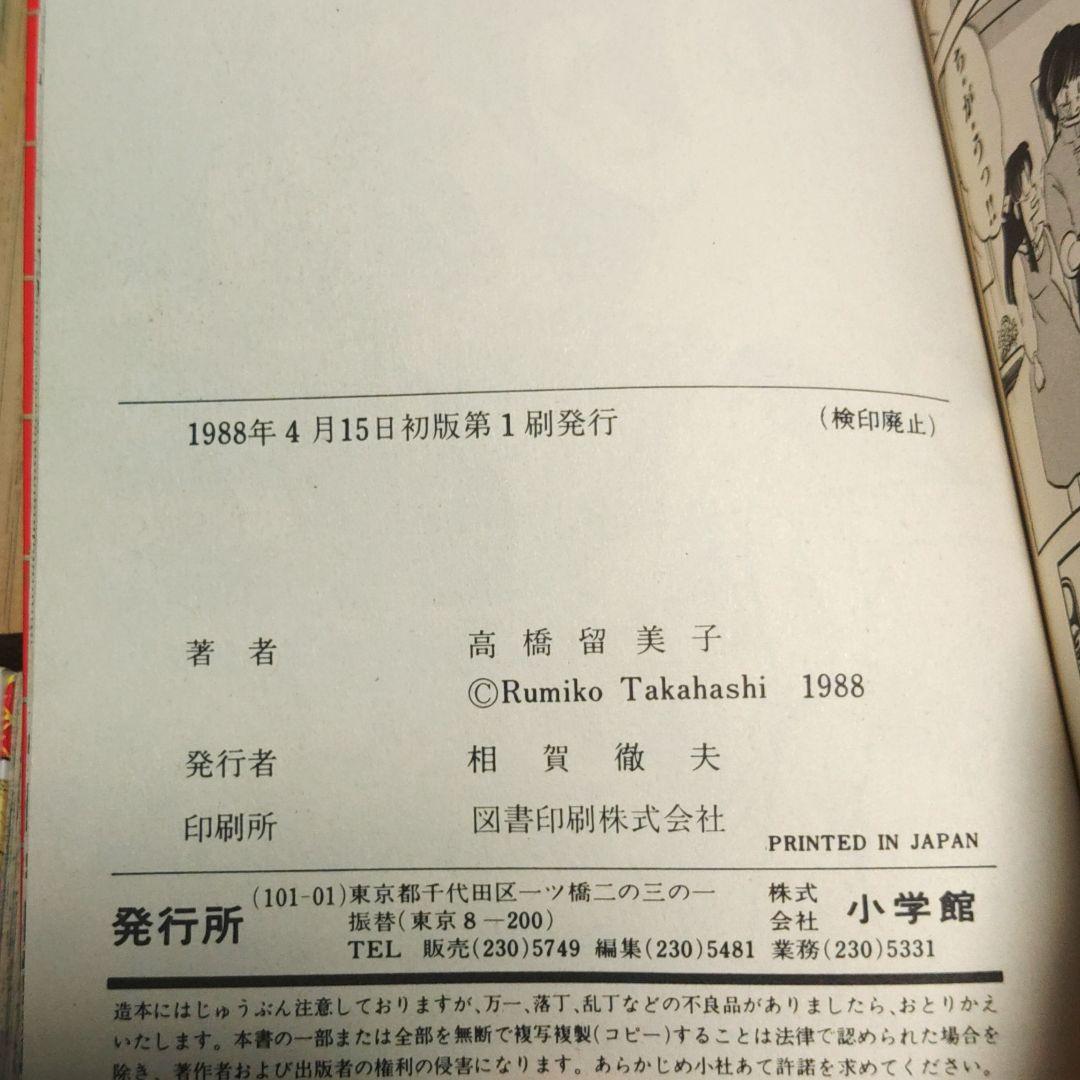 ちがうっ!!
1988年4月15日初版第1刷発行
(検印廃止)
著者 高橋留美子
©Rumiko Takahashi 1988
発行者 相賀徹夫
印刷所 図書印刷株式会社
PRINTED IN JAPAN
発行所
(101-01)東京都千代田区一ツ橋二の三の一
振替(東京8-200)
TEL 販売(230)5749 編集(230)5481 業務(230)5331
株式会社 小学館
造本にはじゅうぶん注意しておりますが、万一、落丁、乱丁などの不良品がありましたら、おとりかえ
いたします。本書の一部または全部を無断で複写複製(コピー)することは法律で認められた場合を
除き、著作者および出版者の権利の侵害になります。あらかじめ小社あて許諾を求めてください。